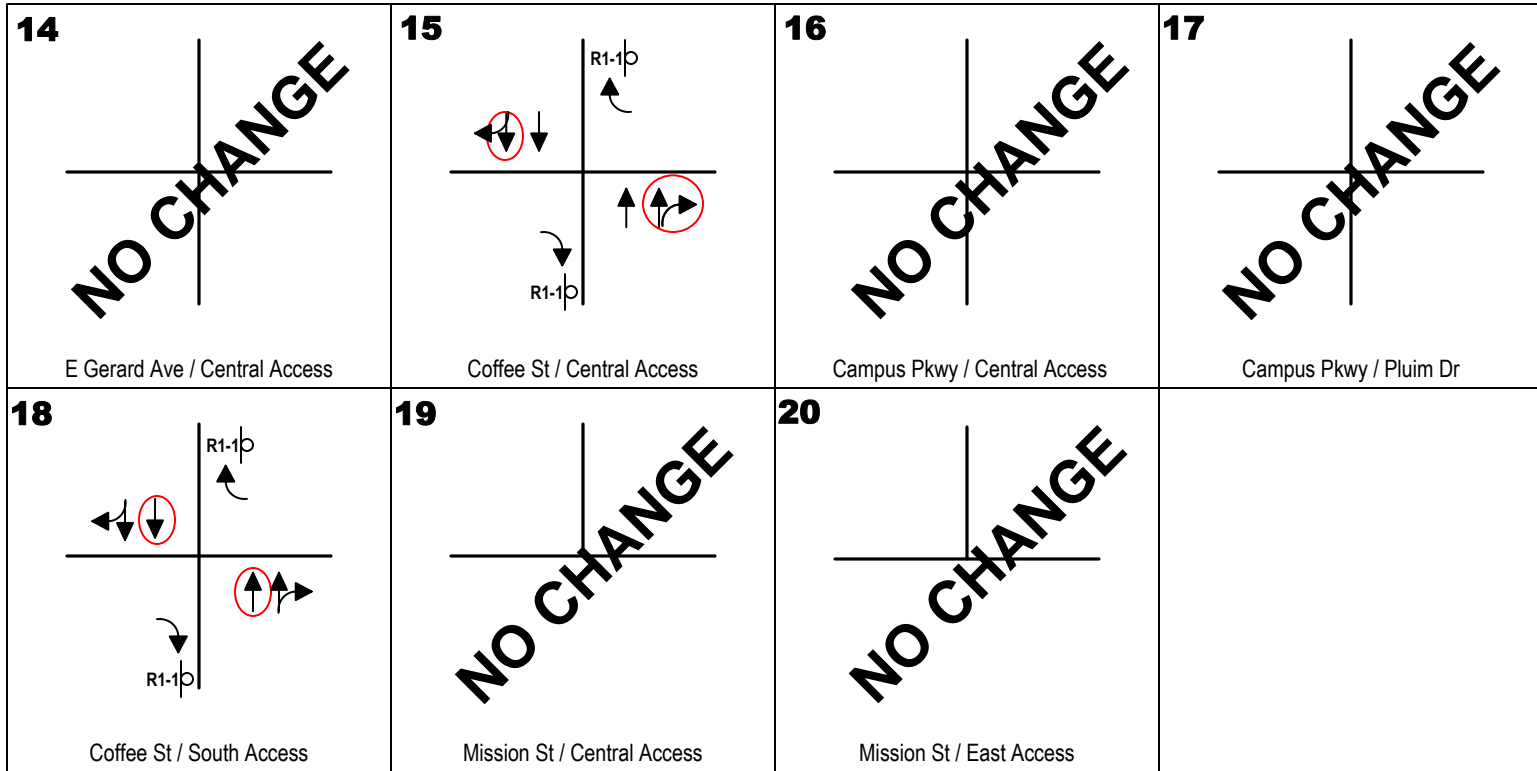 14
NO CHANGE
E Gerard Ave / Central Access
15
R1-1
R1-1
Coffee St / Central Access
16
NO CHANGE
Campus Pkwy / Central Access
17
NO CHANGE
Campus Pkwy / Pluim Dr
18
R1-1
R1-1
Coffee St / South Access
19
NO CHANGE
Mission St / Central Access
20
NO CHANGE
Mission St / East Access